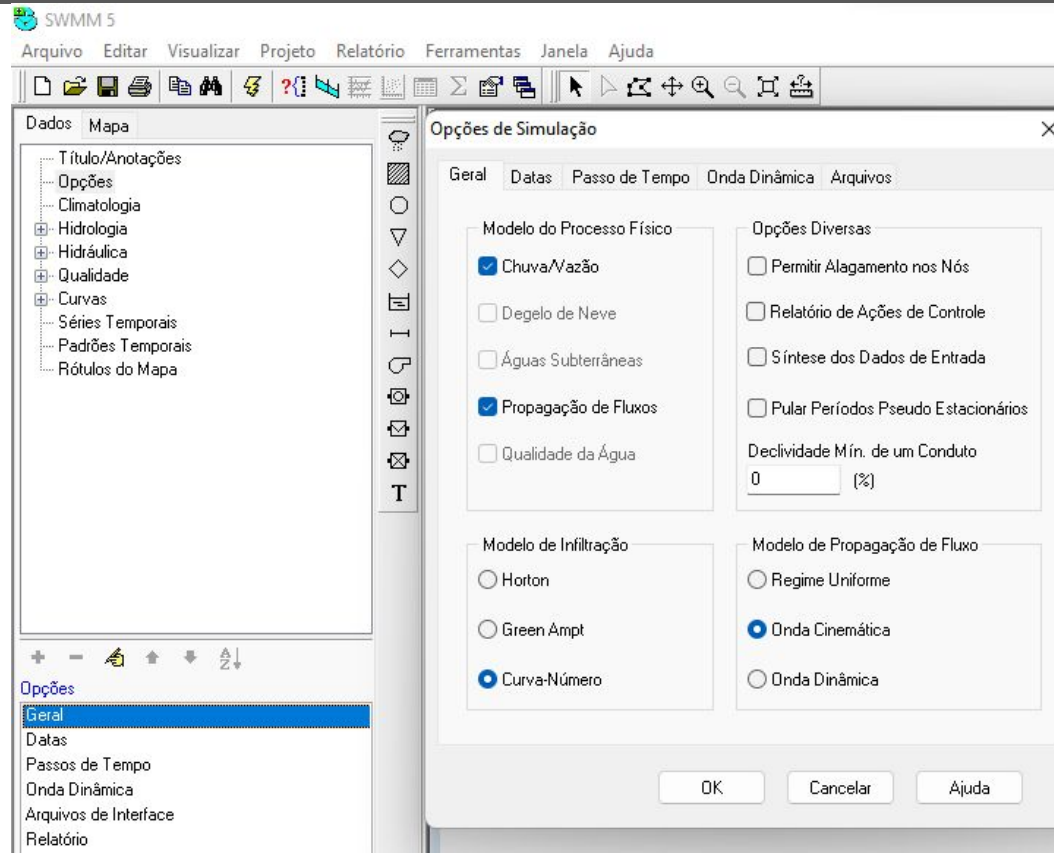 SWMM 5
Arquivo Editar Visualizar Projeto Relatório Ferramentas Janela Ajuda
Dados Mapa
Título/Anotações
Opções
Climatologia
Hidrologia
Hidráulica
Qualidade
Curvas
Séries Temporais
Padrões Temporais
Rótulos do Mapa
T
Opções
Geral
Datas
Passos de Tempo
Onda Dinâmica
Arquivos de Interface
Relatório
Opções de Simulação
Geral Datas Passo de Tempo Onda Dinâmica Arquivos
Modelo do Processo Físico
Chuva/Vazão
Degelo de Neve
Águas Subterrâneas
Propagação de Fluxos
Qualidade da Água
Opções Diversas
Permitir Alagamento nos Nós
Relatório de Ações de Controle
Síntese dos Dados de Entrada
Pular Períodos Pseudo Estacionários
Declividade Mín. de um Conduto
0 (%)
Modelo de Infiltração
Horton
Green Ampt
Curva-Número
Modelo de Propagação de Fluxo
Regime Uniforme
Onda Cinemática
Onda Dinâmica
OK Cancelar Ajuda